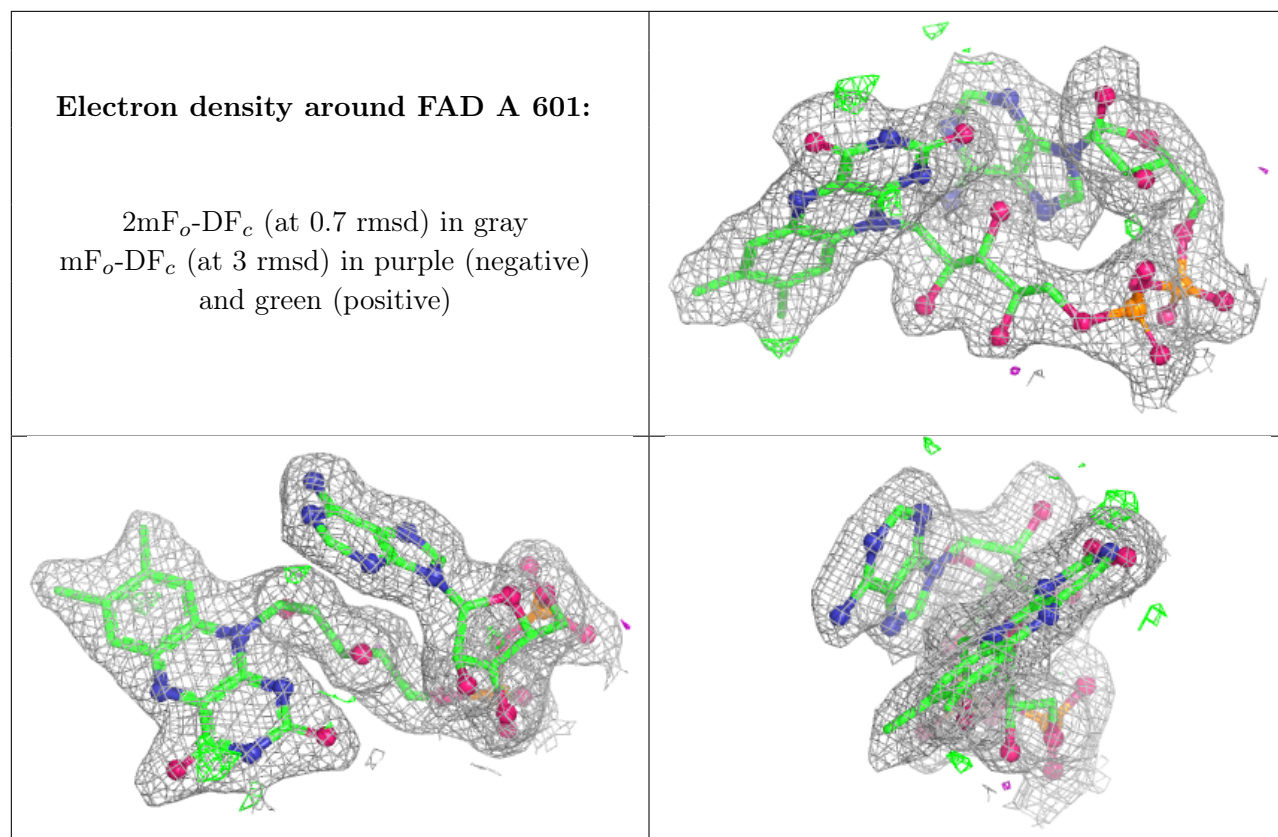 Electron density around FAD A 601:
2mFo-DFc (at 0.7 rmsd) in gray
mFo-DFc (at 3 rmsd) in purple (negative)
and green (positive)